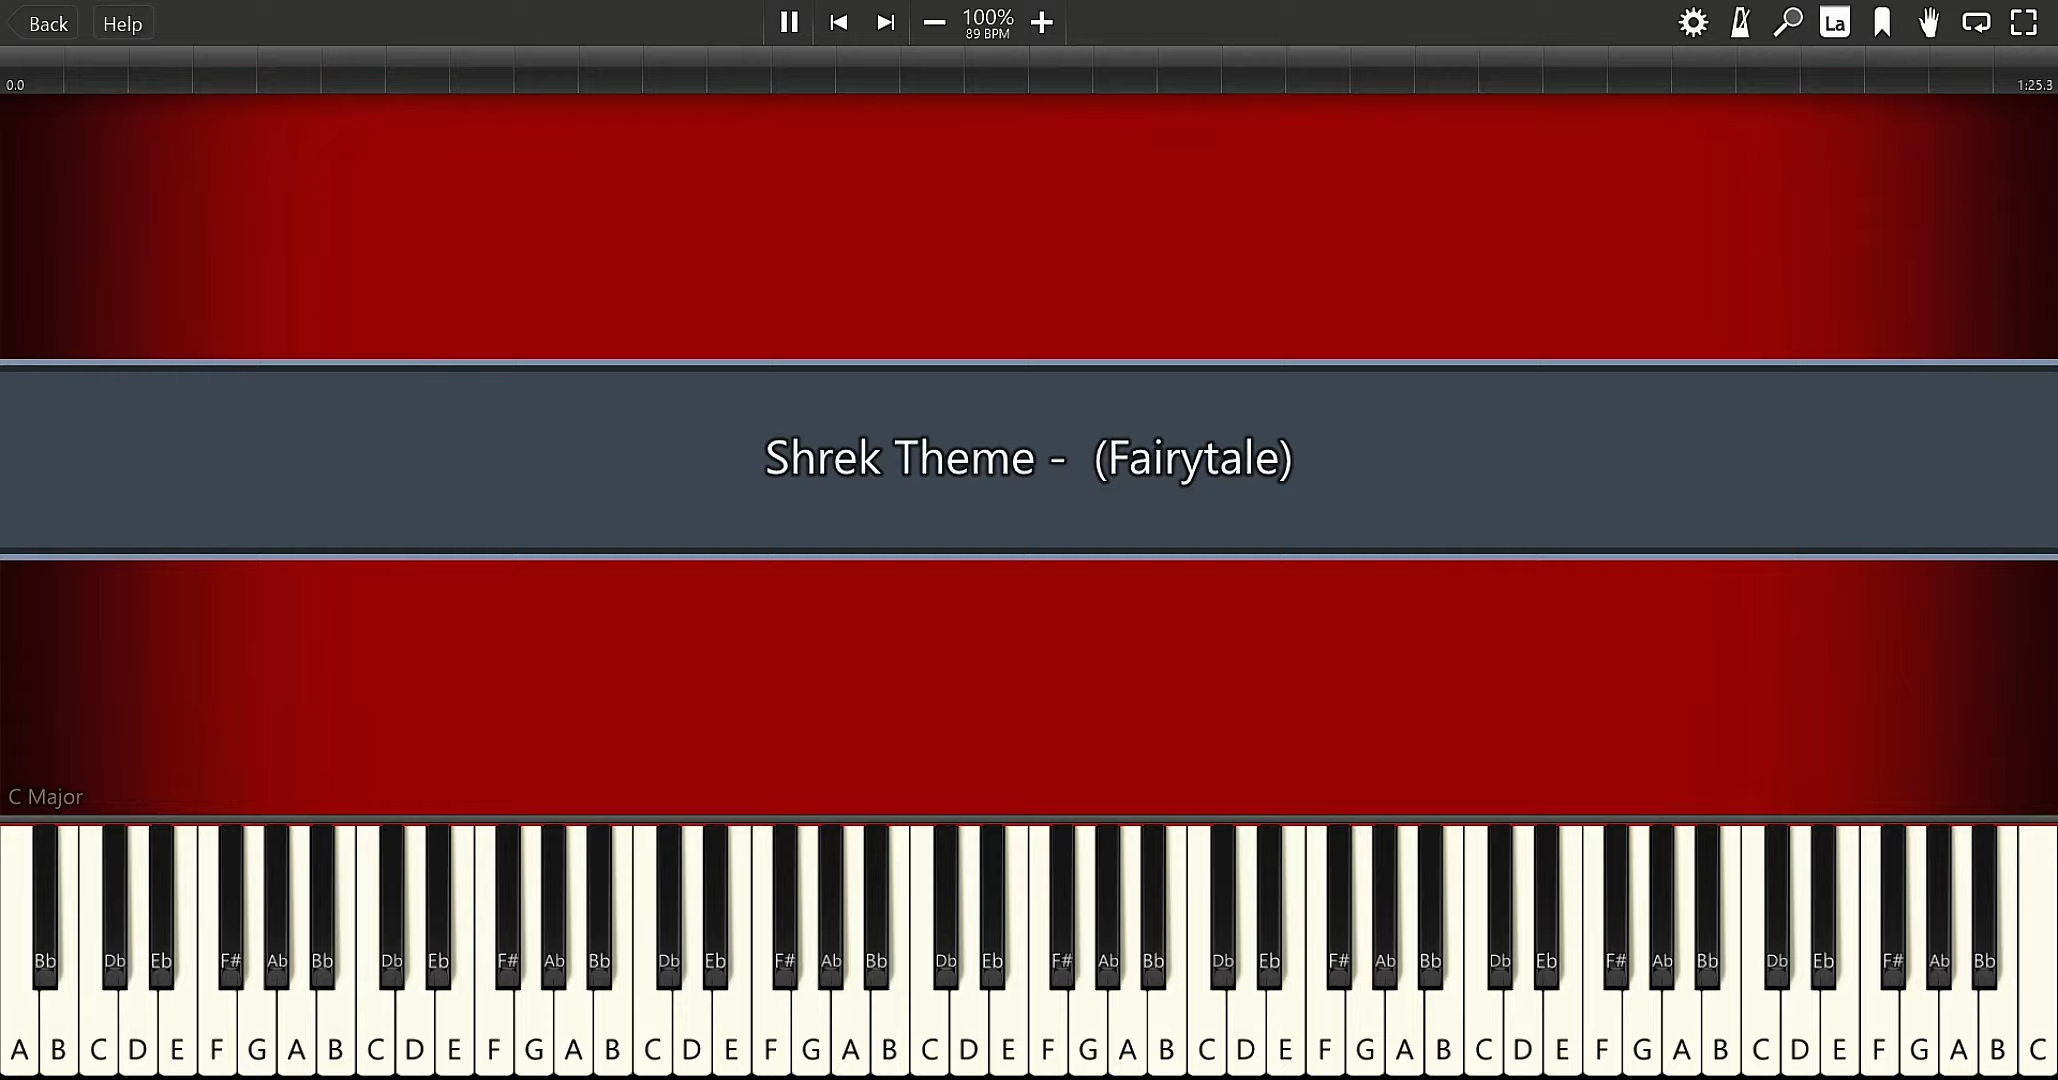 Back Help 100% La
89 BPM
0.0 1:25.3
Shrek Theme - (Fairytale)
C Major
Bb Db Eb F# Ab Bb Db Eb F# Ab Bb Db Eb F# Ab Bb Db Eb F# Ab Bb Db Eb F# Ab Bb Db Eb F# Ab Bb Db Eb F# Ab Bb
A B C D E F G A B C D E F G A B C D E F G A B C D E F G A B C D E F G A B C D E F G A B C D E F G A B C